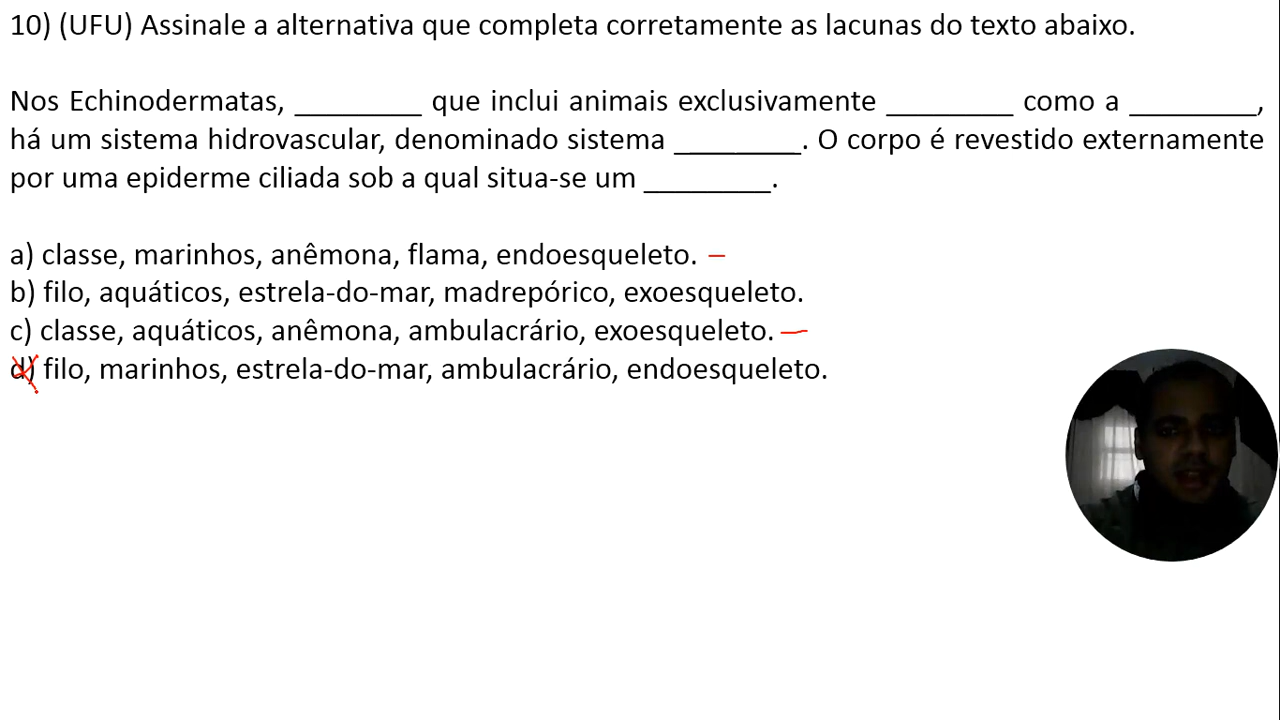 10) (UFU) Assinale a alternativa que completa corretamente as lacunas do texto abaixo.
Nos Echinodermatas, ________ que inclui animais exclusivamente ________ como a ________,
há um sistema hidrovascular, denominado sistema ________. O corpo é revestido externamente
por uma epiderme ciliada sob a qual situa-se um ________.
a) classe, marinhos, anêmona, flama, endoesqueleto.
b) filo, aquáticos, estrela-do-mar, madrepórico, exoesqueleto.
c) classe, aquáticos, anêmona, ambulacrário, exoesqueleto.
d) filo, marinhos, estrela-do-mar, ambulacrário, endoesqueleto.